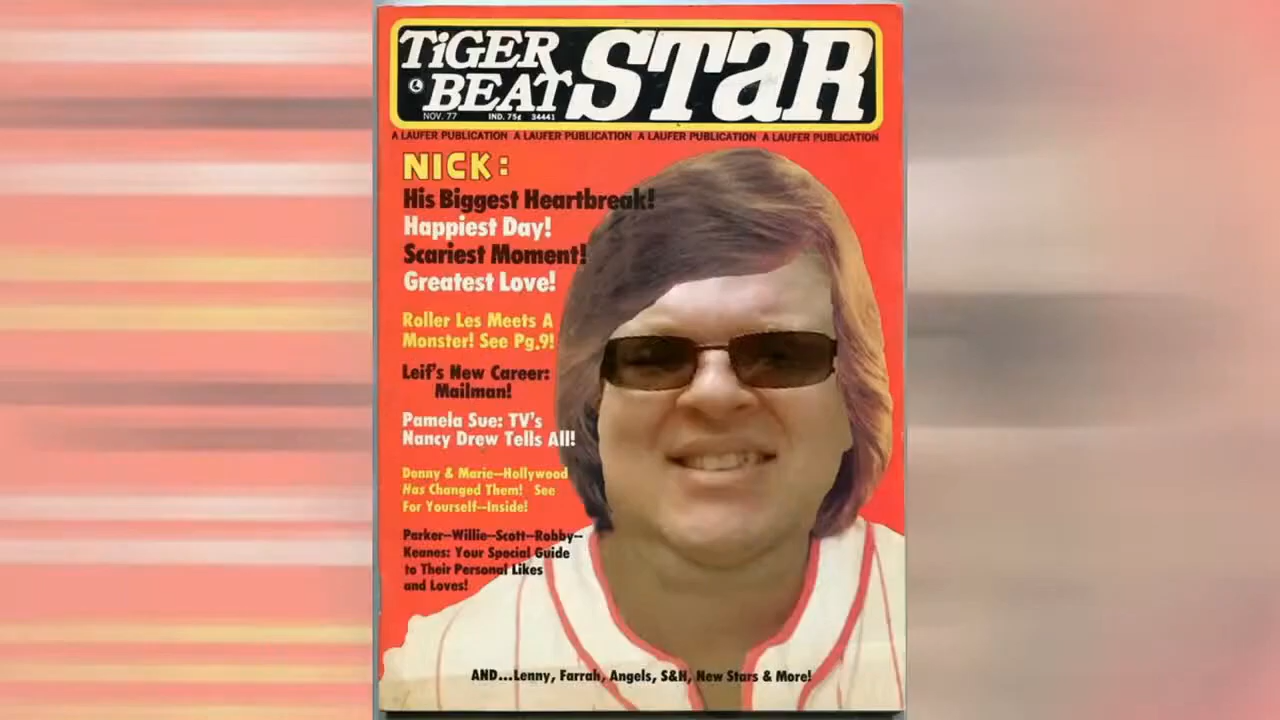 TiGER
BEAT
STaR
NOV. 77 IND. 75¢ 34441
A LAUFER PUBLICATION A LAUFER PUBLICATION A LAUFER PUBLICATION A LAUFER PUBLICATION
NICK:
His Biggest Heartbreak!
Happiest Day!
Scariest Moment!
Greatest Love!
Roller Les Meets A
Monster! See Pg.9!
Leif's New Career:
Mailman!
Pamela Sue: TV's
Nancy Drew Tells All!
Donny & Marie—Hollywood
Has Changed Them! See
For Yourself—Inside!
Parker—Willie—Scott—Robby—
Keanes: Your Special Guide
to Their Personal Likes
and Loves!
AND...Lenny, Farrah, Angels, S&H, New Stars & More!